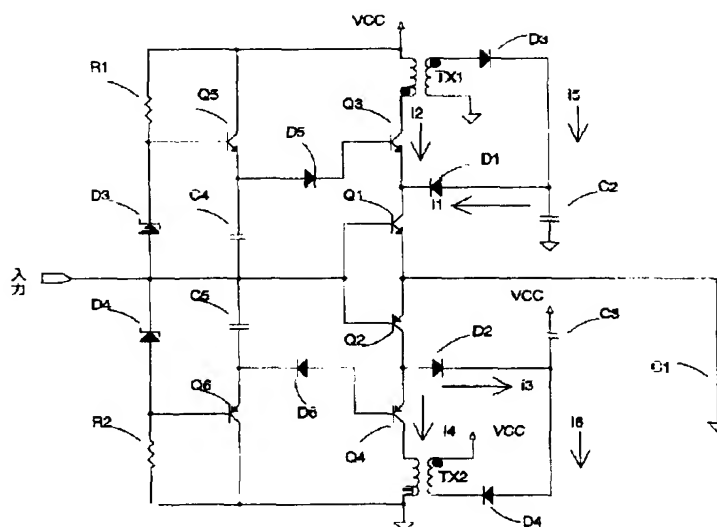 VCC
D3
R1
Q5
Q3
TX1
I2
I5
D5
D1
D3
C4
Q1
I1
C2
入力
D4
C5
VCC
C3
D2
Q2
Q6
D6
i3
R2
I4
VCC
I6
Q4
TX2
D4